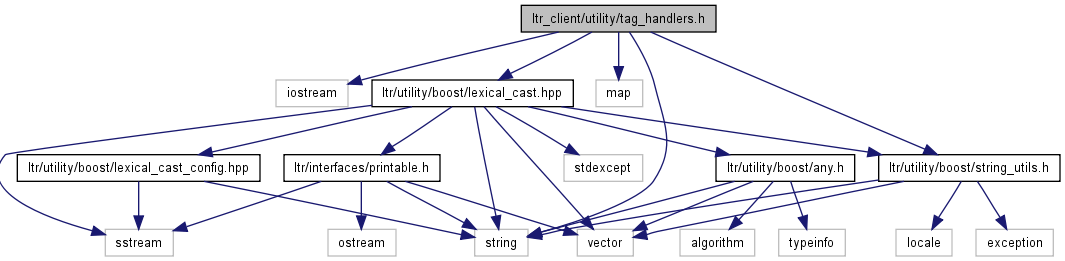 ltr_client/utility/tag_handlers.h
iostream
ltr/utility/boost/lexical_cast.hpp
map
ltr/utility/boost/lexical_cast_config.hpp
ltr/interfaces/printable.h
stdexcept
ltr/utility/boost/any.h
ltr/utility/boost/string_utils.h
sstream
ostream
string
vector
algorithm
typeinfo
locale
exception